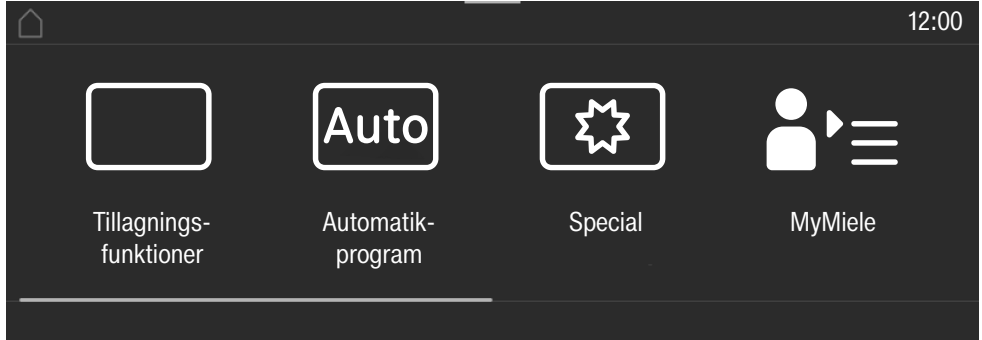 12:00
Auto
Tillagnings-
funktioner
Automatik-
program
Special
MyMiele